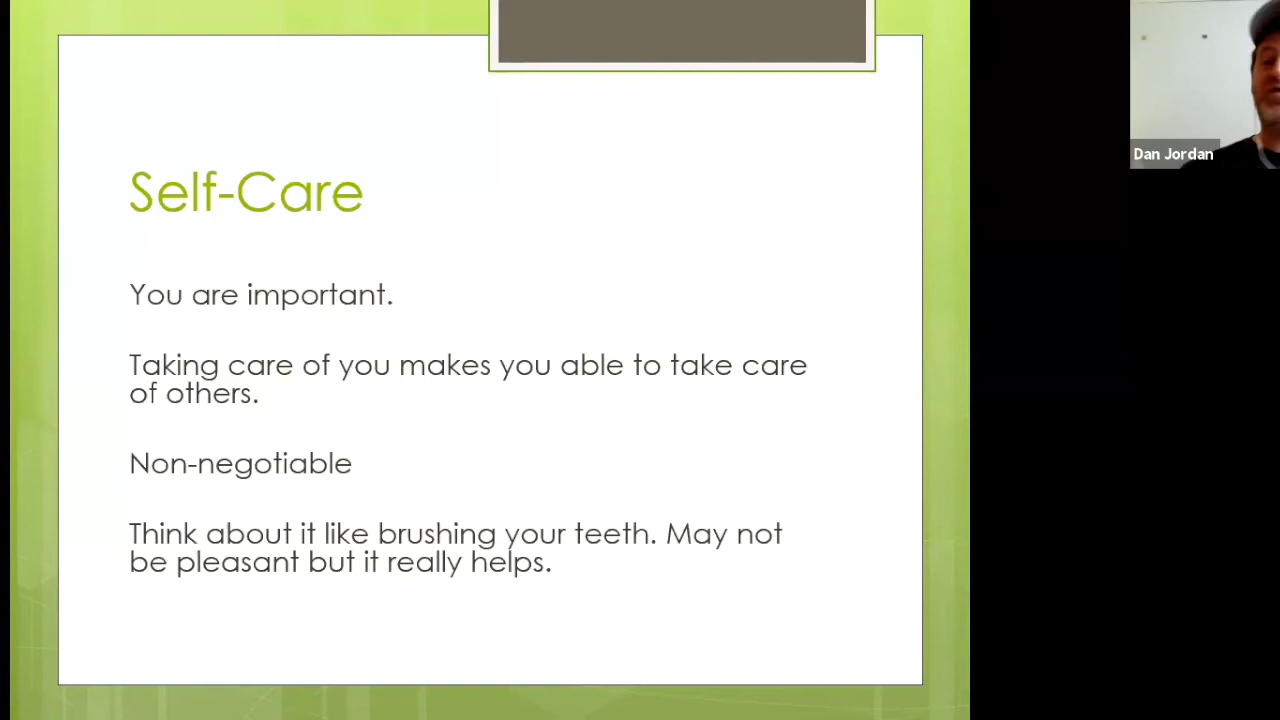 Self-Care
You are important.
Taking care of you makes you able to take care
of others.
Non-negotiable
Think about it like brushing your teeth. May not
be pleasant but it really helps.
Dan Jordan